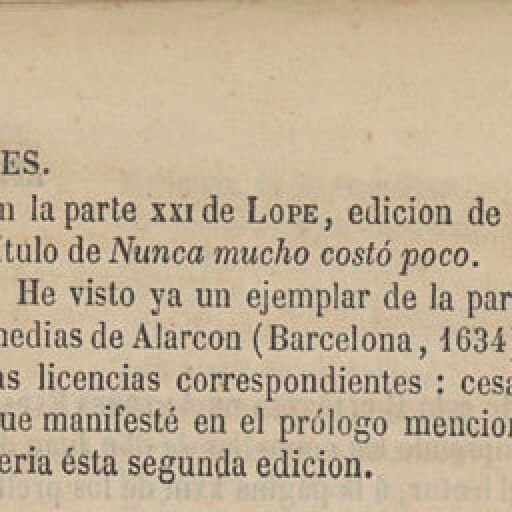 ES.
n la parte XXI de LOPE, edicion de
ítulo de Nunca mucho costó poco.
He visto ya un ejemplar de la par
nedias de Alarcon (Barcelona, 1634
as licencias correspondientes : cesa
ue manifesté en el prólogo mencion
eria ésta segunda edicion.